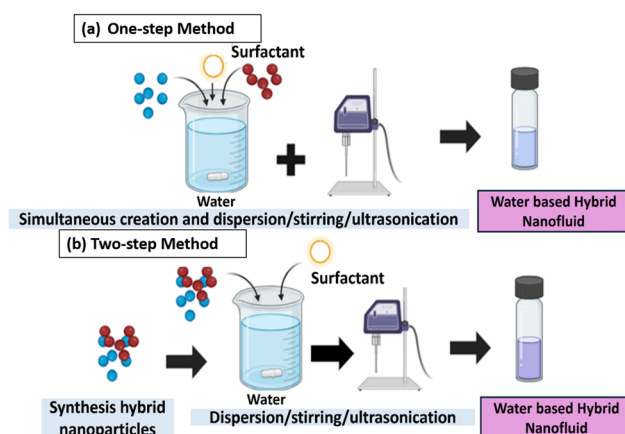 (a) One-step Method
Surfactant
Water
Simultaneous creation and dispersion/stirring/ultrasonication
Water based Hybrid
Nanofluid
(b) Two-step Method
Surfactant
Water
Synthesis hybrid
nanoparticles
Dispersion/stirring/ultrasonication
Water based Hybrid
Nanofluid